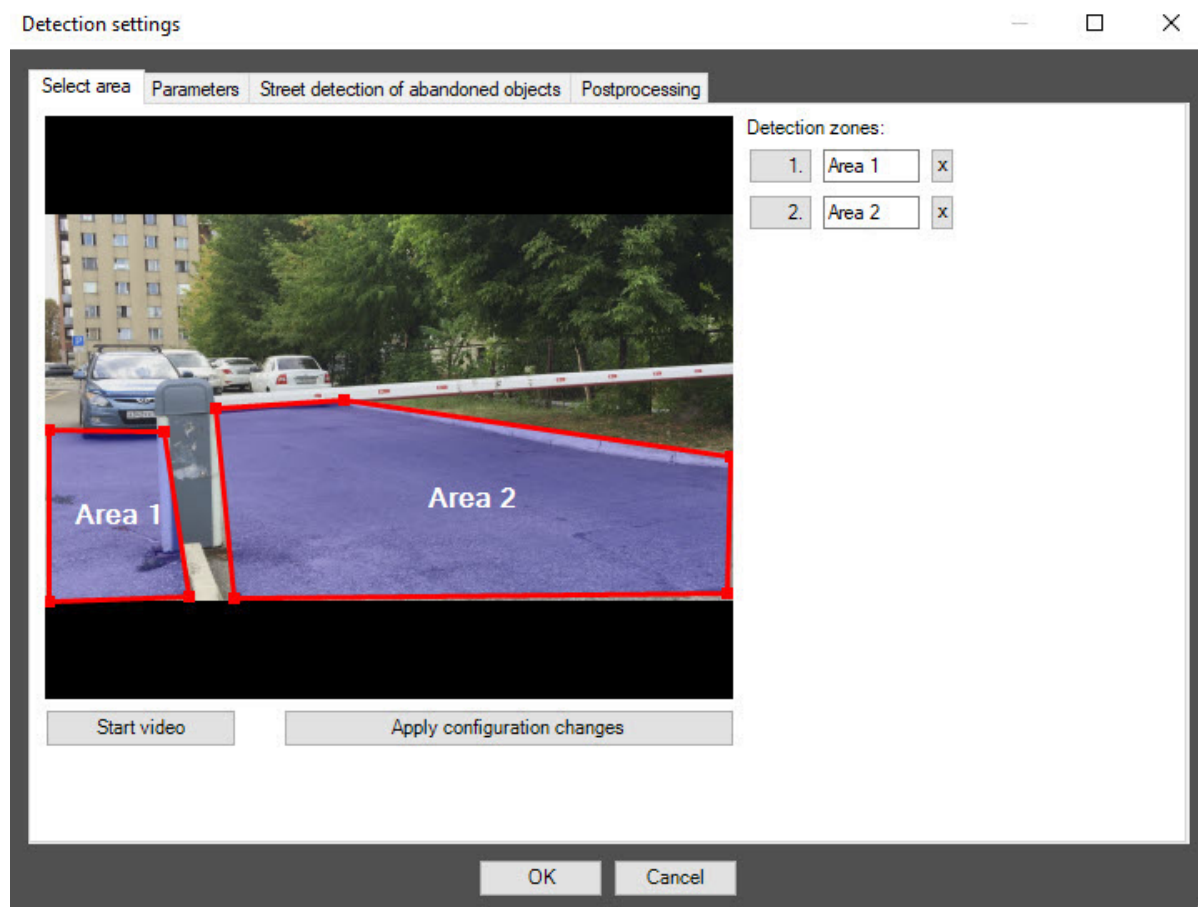 Detection settings
Select area Parameters Street detection of abandoned objects Postprocessing
Detection zones:
1. Area 1 x
2. Area 2 x
Area 1
Area 2
Start video Apply configuration changes
OK Cancel